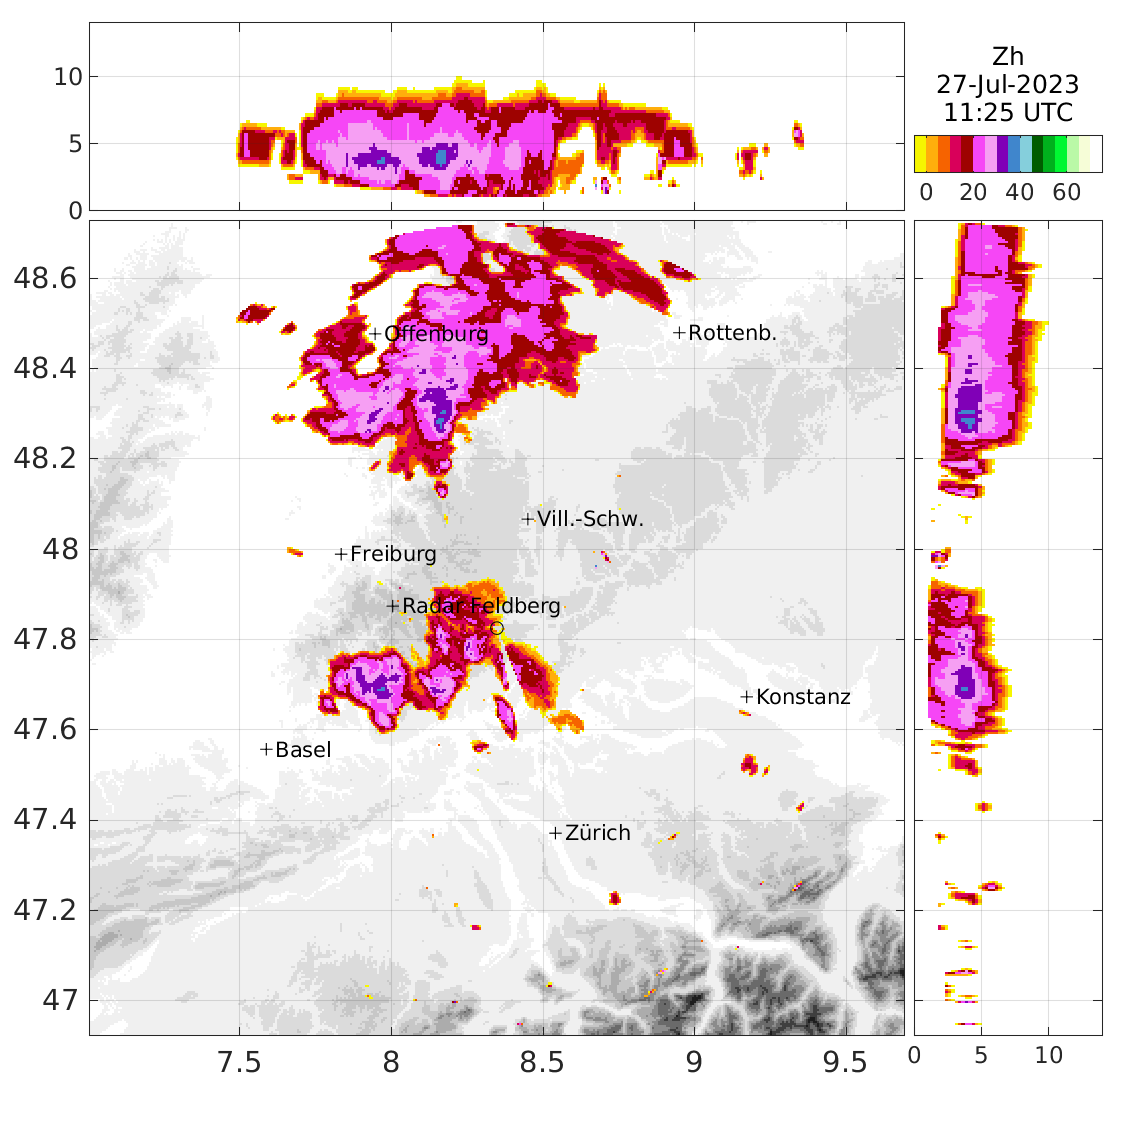 10
5
0
Zh
27-Jul-2023
11:25 UTC
0 20 40 60
48.6
48.4
48.2
48
47.8
47.6
47.4
47.2
47
Offenburg
Rottenb.
Vill.-Schw.
Freiburg
Radar Feldberg
Konstanz
Basel
Zürich
7.5 8 8.5 9 9.5
0 5 10